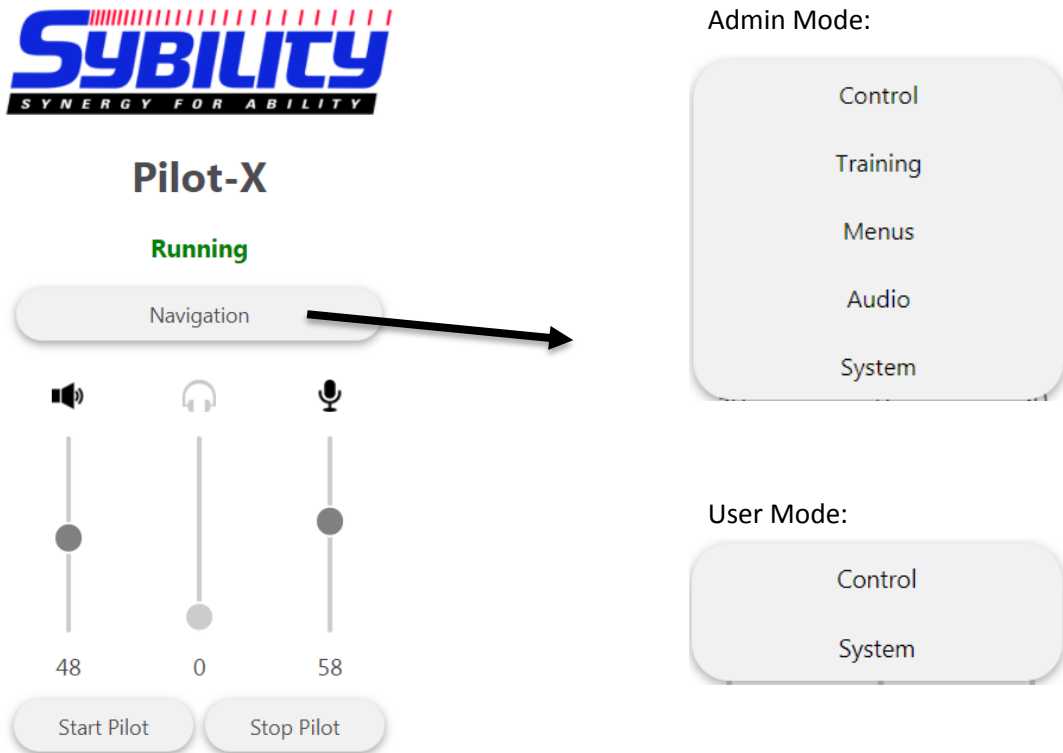 SYBILITY
SYNERGY FOR ABILITY
Pilot-X
Running
Navigation
48 0 58
Start Pilot Stop Pilot
Admin Mode:
Control
Training
Menus
Audio
System
User Mode:
Control
System